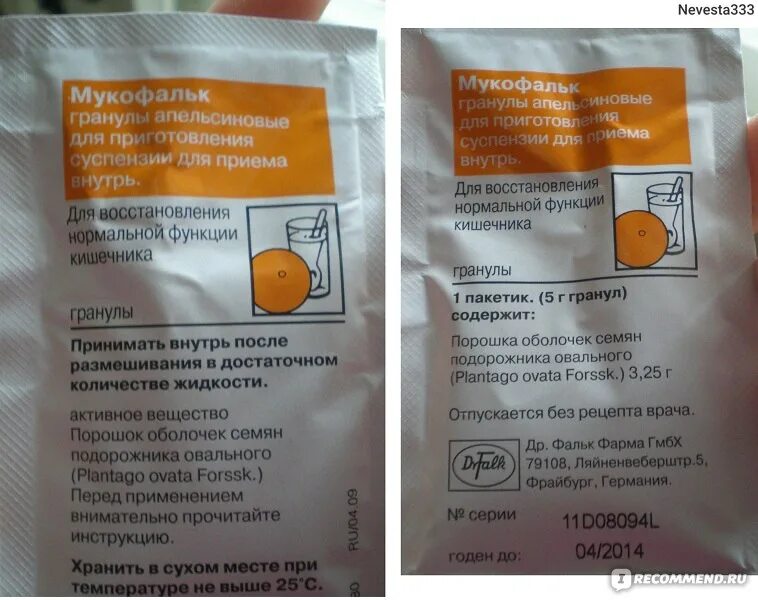 Nevesta333
Мукофальк
гранулы апельсиновые
для приготовления
суспензии для приема
внутрь.
Для восстановления
нормальной функции
кишечника
гранулы
Принимать внутрь после
размешивания в достаточном
количестве жидкости.
активное вещество
Порошок оболочек семян
подорожника овального
(Plantago ovata Forssk.)
Перед применением
внимательно прочитайте
инструкцию.
Хранить в сухом месте при
температуре не выше 25°С.
RU/04.09
Мукофальк
гранулы апельсиновые
для приготовления
суспензии для приема
внутрь.
Для восстановления
нормальной функции
кишечника
гранулы
1 пакетик. (5 г гранул)
содержит:
Порошка оболочек семян
подорожника овального
(Plantago ovata Forssk.) 3,25 г
Отпускается без рецепта врача.
Dr Falk
Др. Фальк Фарма ГмбХ
79108, Ляйненвеберштр.5,
Фрайбург, Германия.
№ серии 11D08094L
годен до: 04/2014
I RECOMMEND.RU